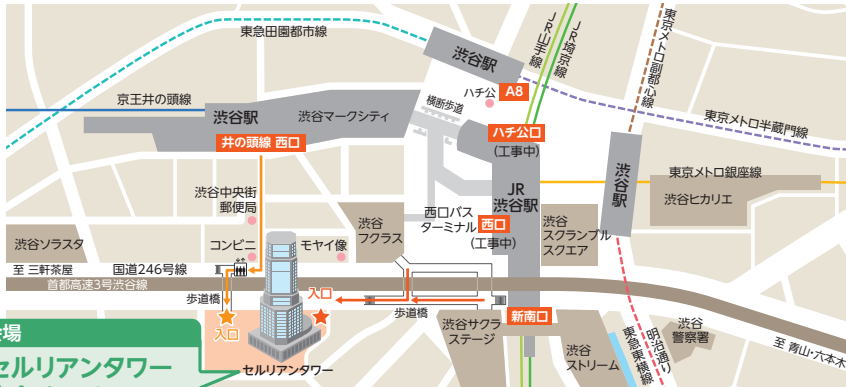 東急田園都市線
渋谷駅
JR山手線
JR埼京線
東京メトロ副都心線
ハチ公
A8
京王井の頭線
渋谷駅
渋谷マークシティ
横断歩道
東京メトロ半蔵門線
井の頭線 西口
ハチ公口
(工事中)
渋谷駅
東京メトロ銀座線
渋谷ヒカリエ
渋谷中央街
郵便局
JR
渋谷駅
渋谷
フクラス
西口バス
ターミナル
西口
(工事中)
渋谷
スクランブル
スクエア
渋谷ソラスタ
コンビニ
モヤイ像
至 三軒茶屋
国道246号線
首都高速3号渋谷線
歩道橋
入口
入口
歩道橋
新南口
渋谷サクラ
ステージ
渋谷
ストリーム
東急東横線
明治通り
渋谷
警察署
至 青山・六本木
セルリアンタワー
会場
セルリアンタワー